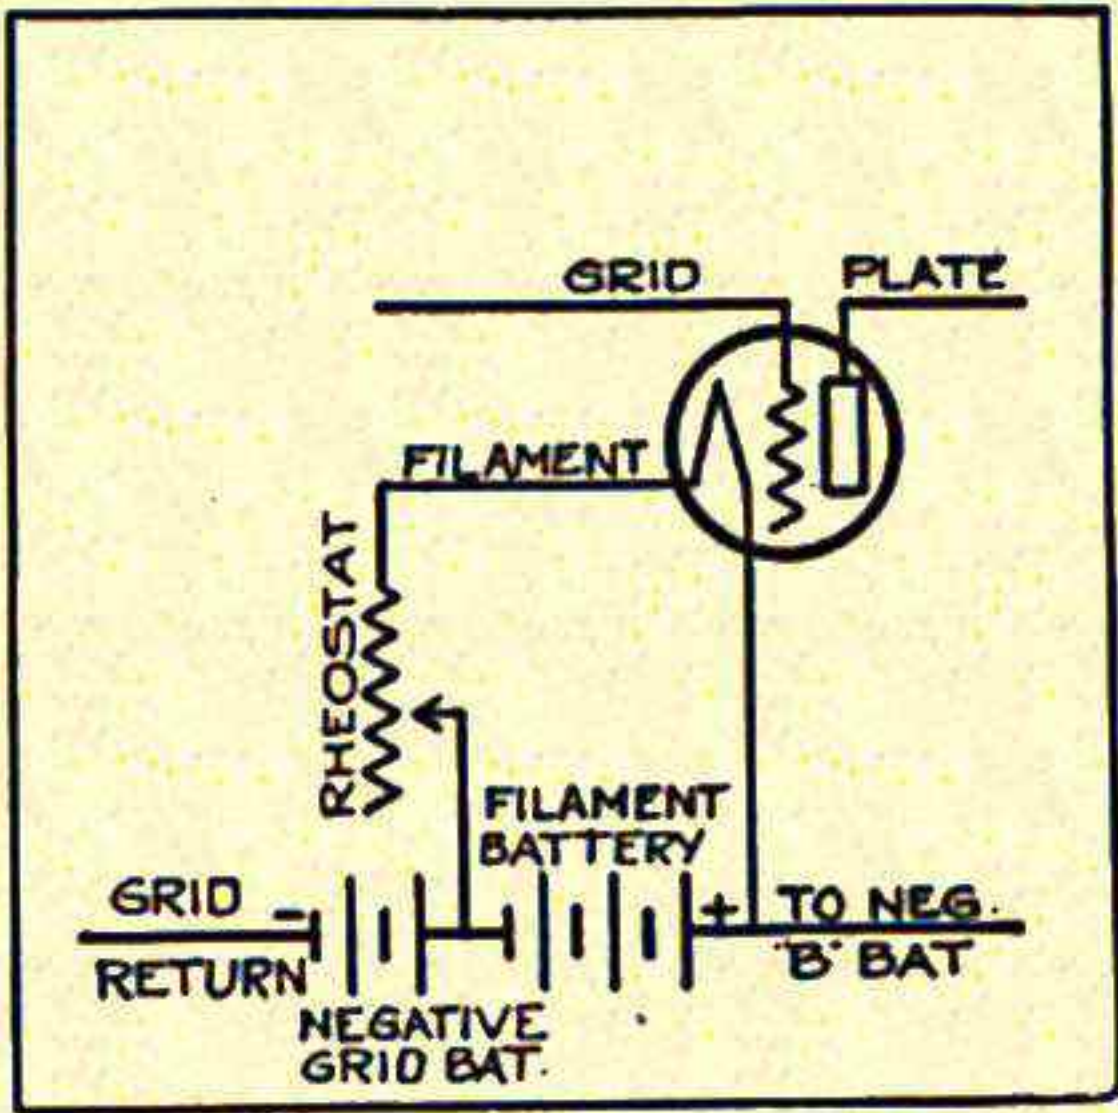 GRID
PLATE
FILAMENT
RHEOSTAT
FILAMENT
BATTERY
GRID -
RETURN
+ TO NEG.
"B" BAT
NEGATIVE
GRID BAT.